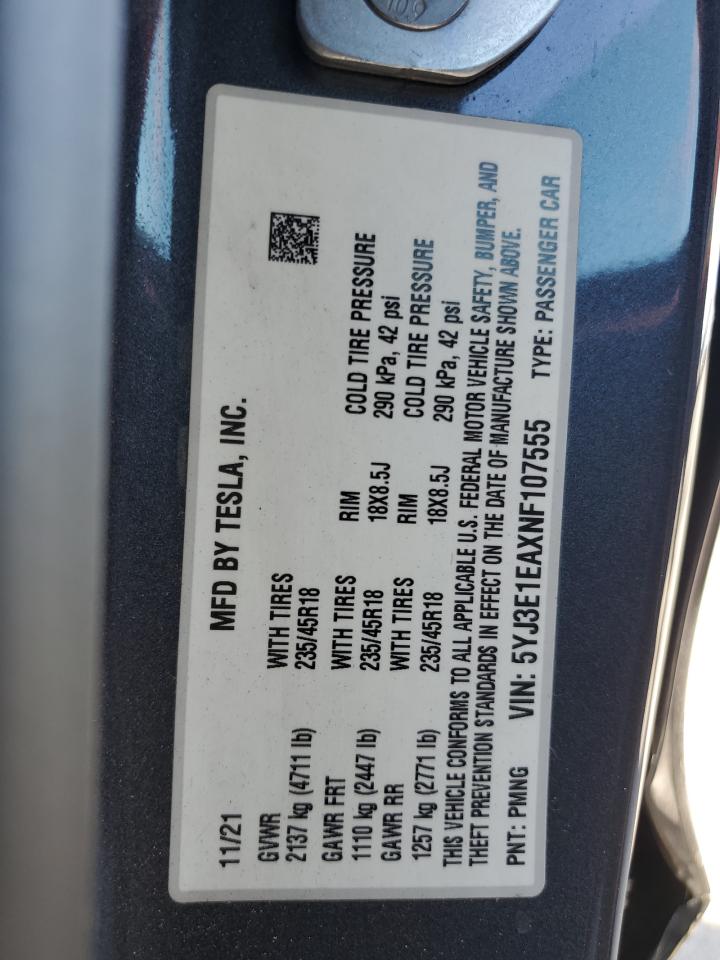 10.9
MFD BY TESLA, INC.
11/21
GVWR WITH TIRES
2137 kg (4711 lb) 235/45R18
GAWR FRT WITH TIRES RIM COLD TIRE PRESSURE
1110 kg (2447 lb) 235/45R18 18X8.5J 290 kPa, 42 psi
GAWR RR WITH TIRES RIM COLD TIRE PRESSURE
1257 kg (2771 lb) 235/45R18 18X8.5J 290 kPa, 42 psi
THIS VEHICLE CONFORMS TO ALL APPLICABLE U.S. FEDERAL MOTOR VEHICLE SAFETY, BUMPER, AND
THEFT PREVENTION STANDARDS IN EFFECT ON THE DATE OF MANUFACTURE SHOWN ABOVE.
PNT: PMNG VIN: 5YJ3E1EAXNF107555 TYPE: PASSENGER CAR